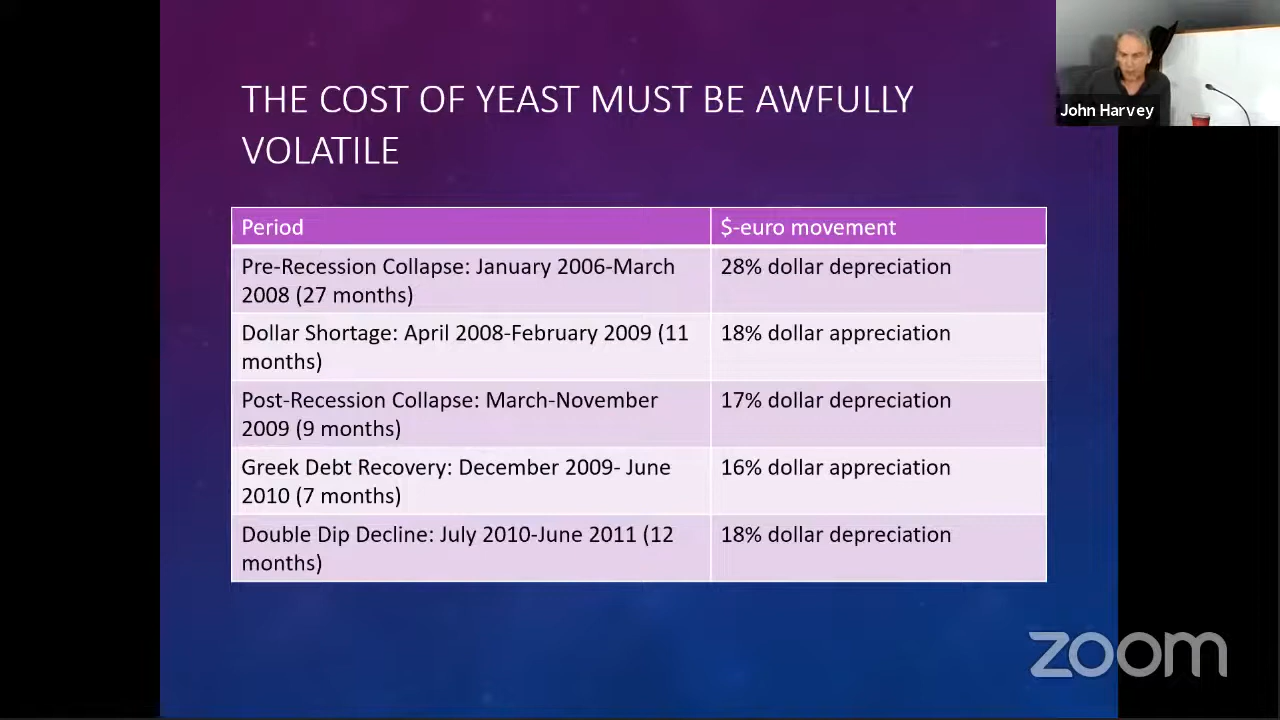 THE COST OF YEAST MUST BE AWFULLY
VOLATILE
John Harvey
Period
$-euro movement
Pre-Recession Collapse: January 2006-March
2008 (27 months)
28% dollar depreciation
Dollar Shortage: April 2008-February 2009 (11
months)
18% dollar appreciation
Post-Recession Collapse: March-November
2009 (9 months)
17% dollar depreciation
Greek Debt Recovery: December 2009- June
2010 (7 months)
16% dollar appreciation
Double Dip Decline: July 2010-June 2011 (12
months)
18% dollar depreciation
zoom